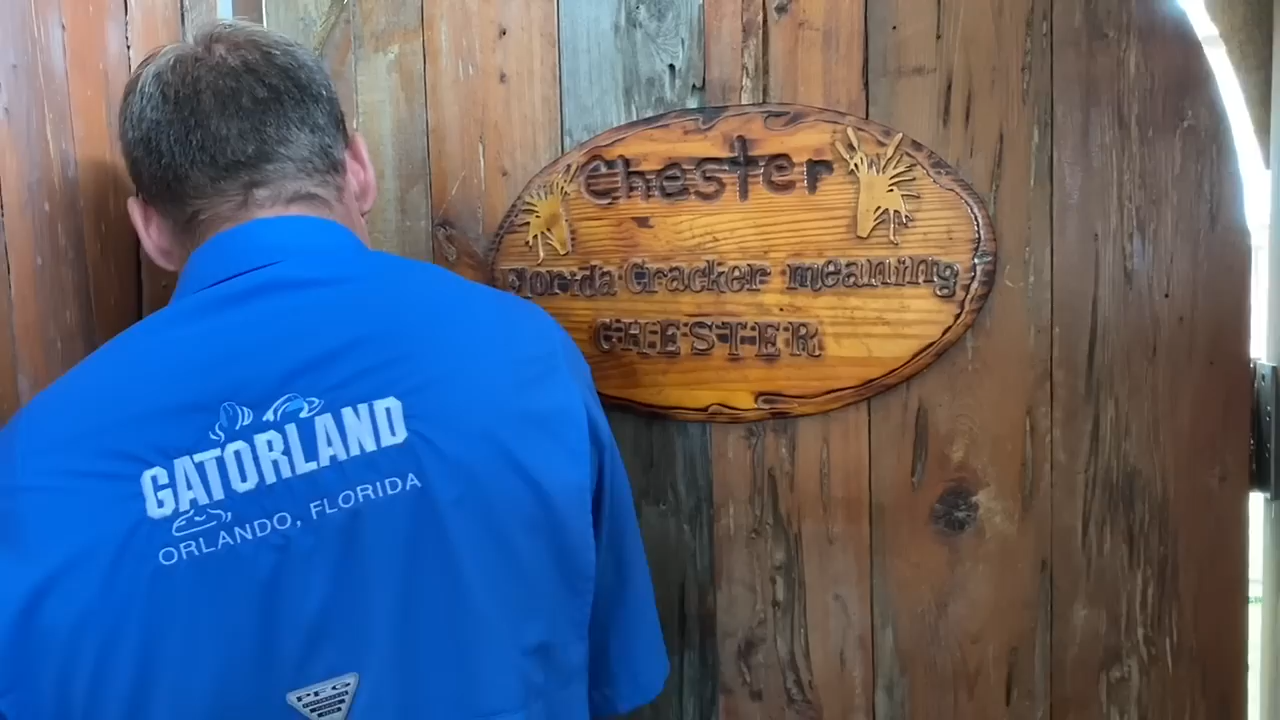 Chester
Florida Cracker meaning
CHESTER
GATORLAND
ORLANDO, FLORIDA
PFG